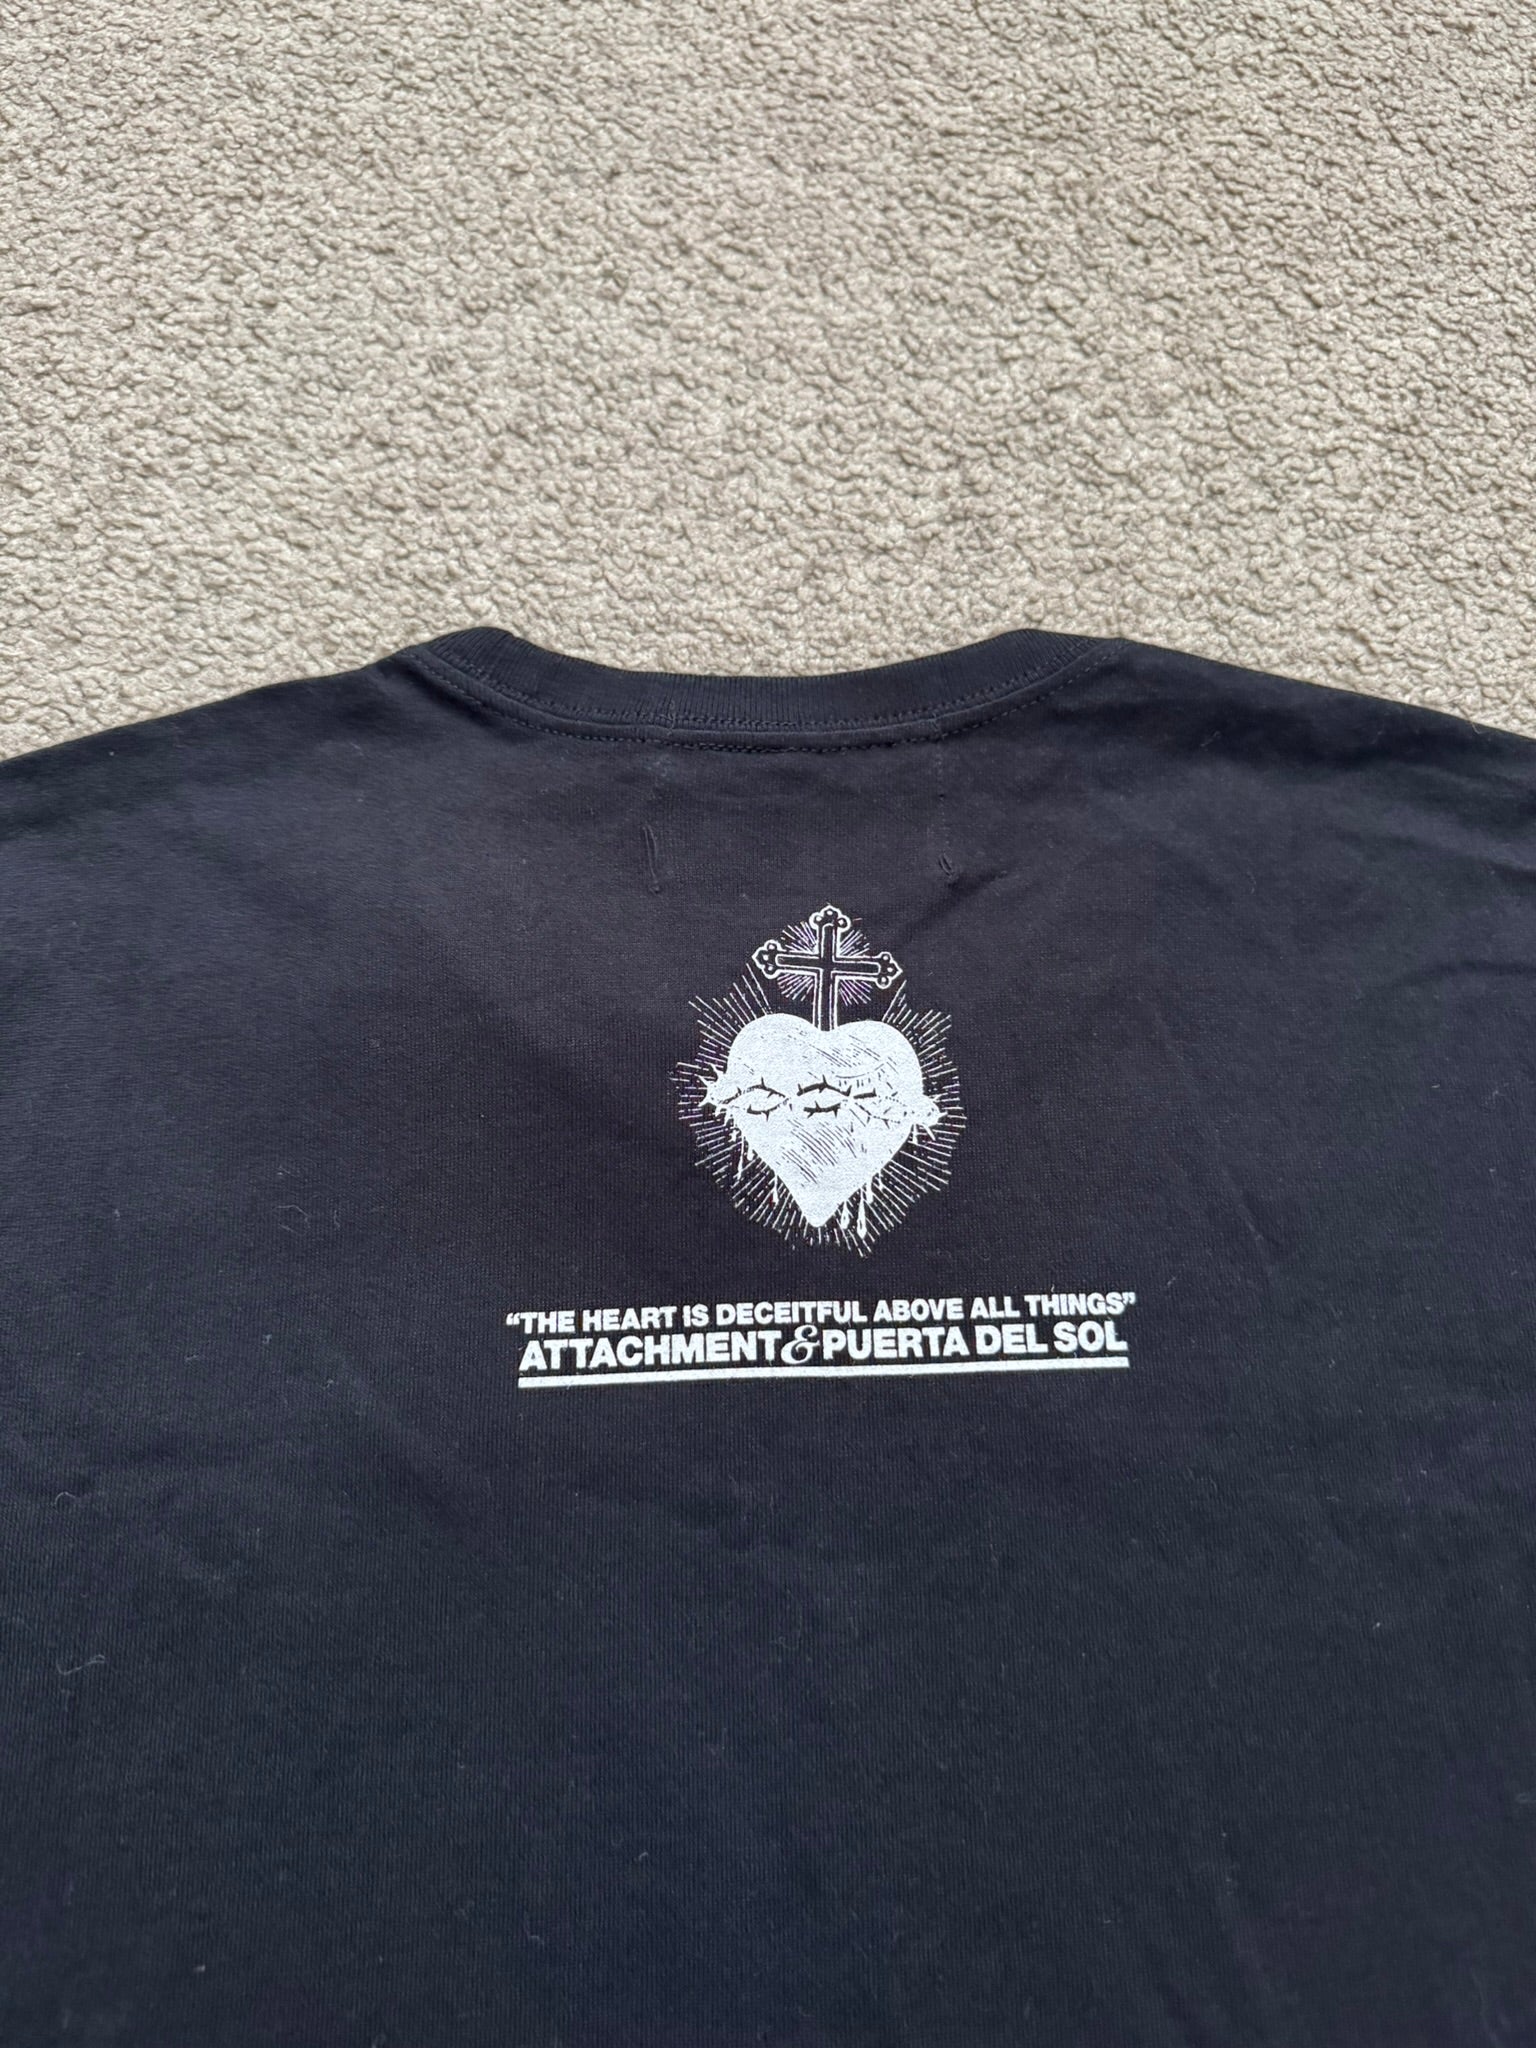 “THE HEART IS DECEITFUL ABOVE ALL THINGS”
ATTACHMENT & PUERTA DEL SOL